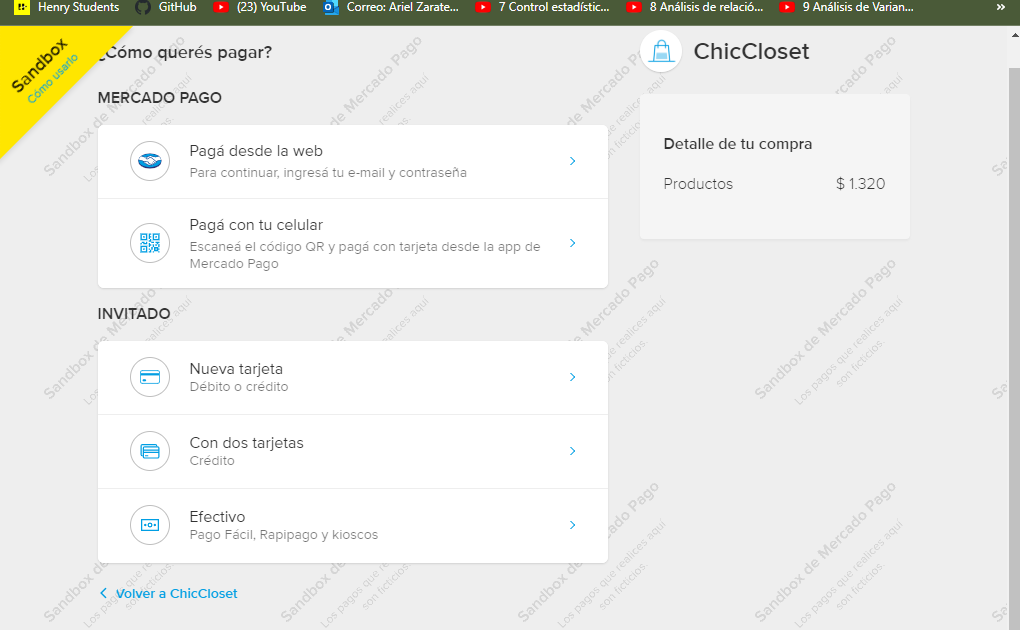 Henry Students
GitHub
(23) YouTube
Correo: Ariel Zarate...
7 Control estadístic...
8 Análisis de relació...
9 Análisis de Varian...
»
Sandbox
Cómo usarlo
¿Cómo querés pagar?
MERCADO PAGO
Pagá desde la web
Para continuar, ingresá tu e-mail y contraseña
Pagá con tu celular
Escaneá el código QR y pagá con tarjeta desde la app de
Mercado Pago
INVITADO
Nueva tarjeta
Débito o crédito
Con dos tarjetas
Crédito
Efectivo
Pago Fácil, Rapipago y kioscos
Volver a ChicCloset
ChicCloset
Detalle de tu compra
Productos $ 1.320
Sandbox de Mercado Pago
Los pagos que realices aquí
son ficticios.